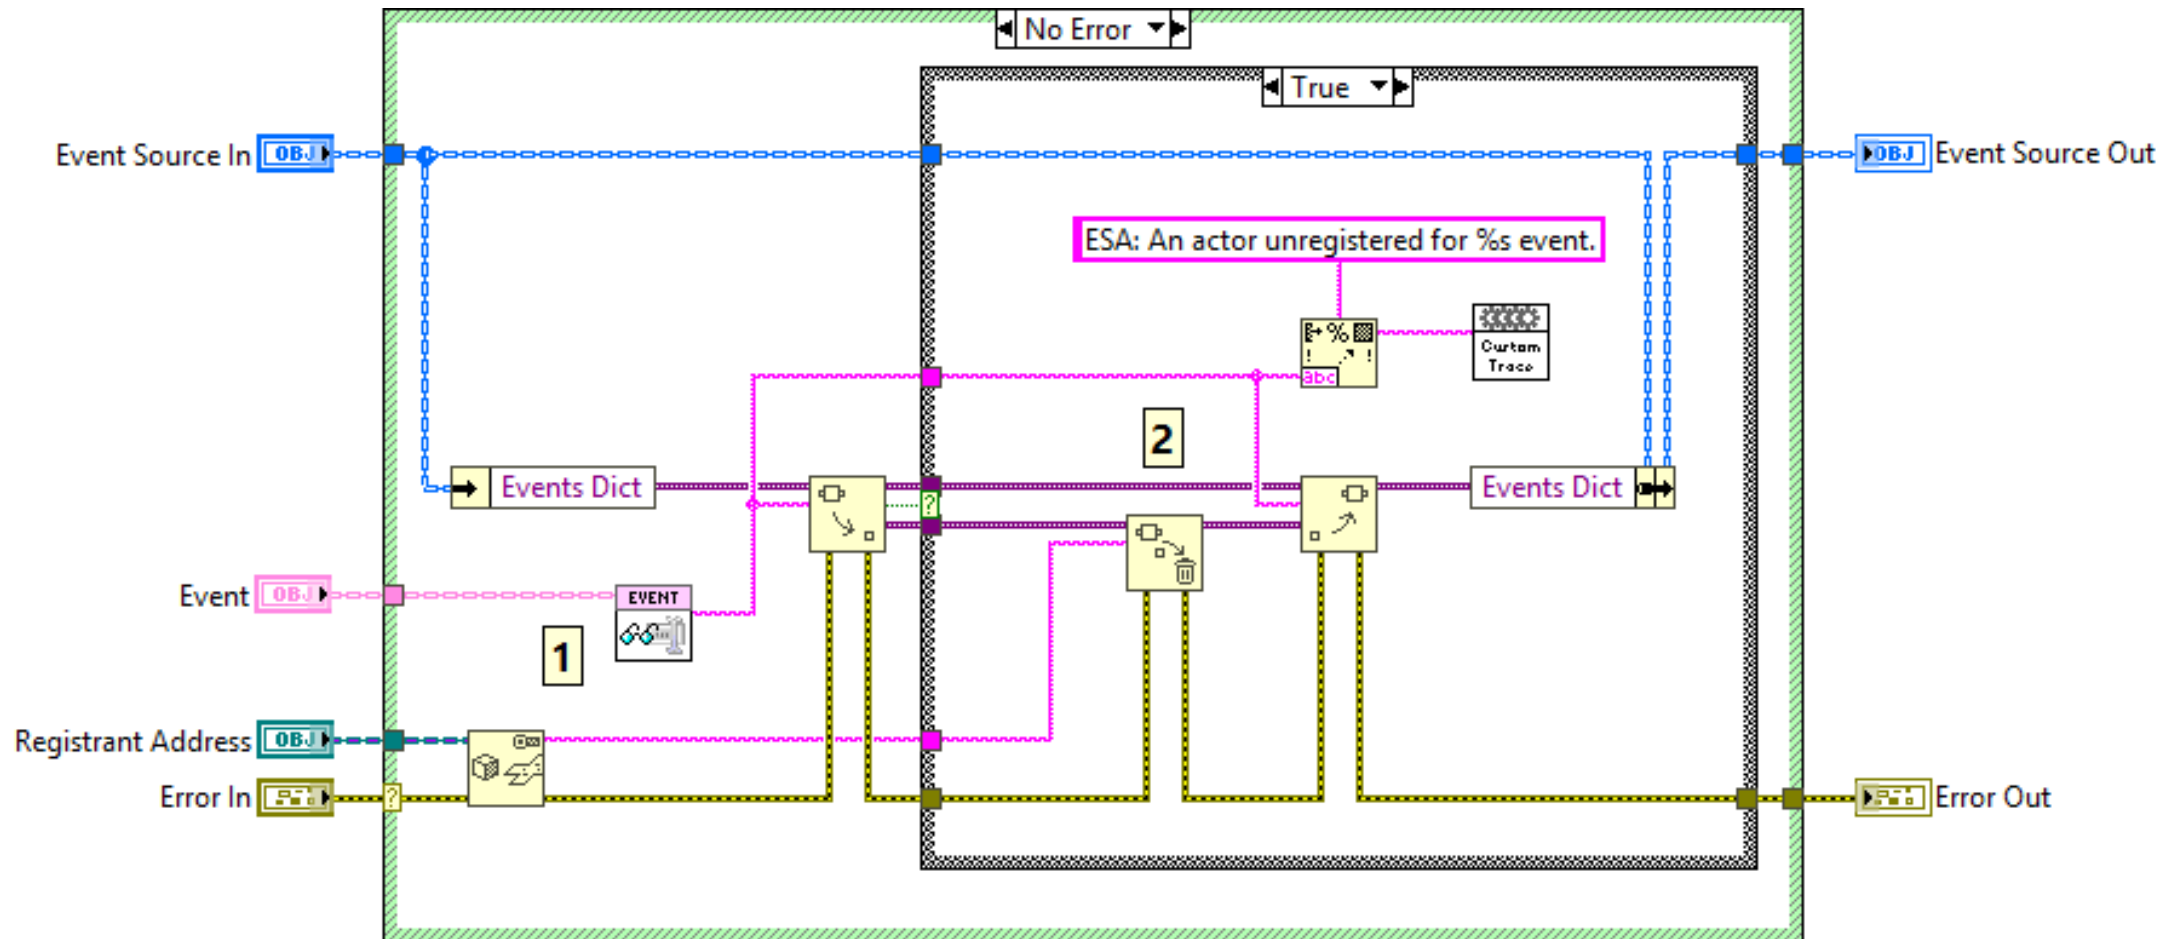 No Error
True
Event Source In
OBJ
OBJ
Event Source Out
ESA: An actor unregistered for %s event.
%
!
!
abc
Custom
Trace
2
Events Dict
?
Events Dict
Event
OBJ
EVENT
1
Registrant Address
OBJ
Error In
?
Error Out